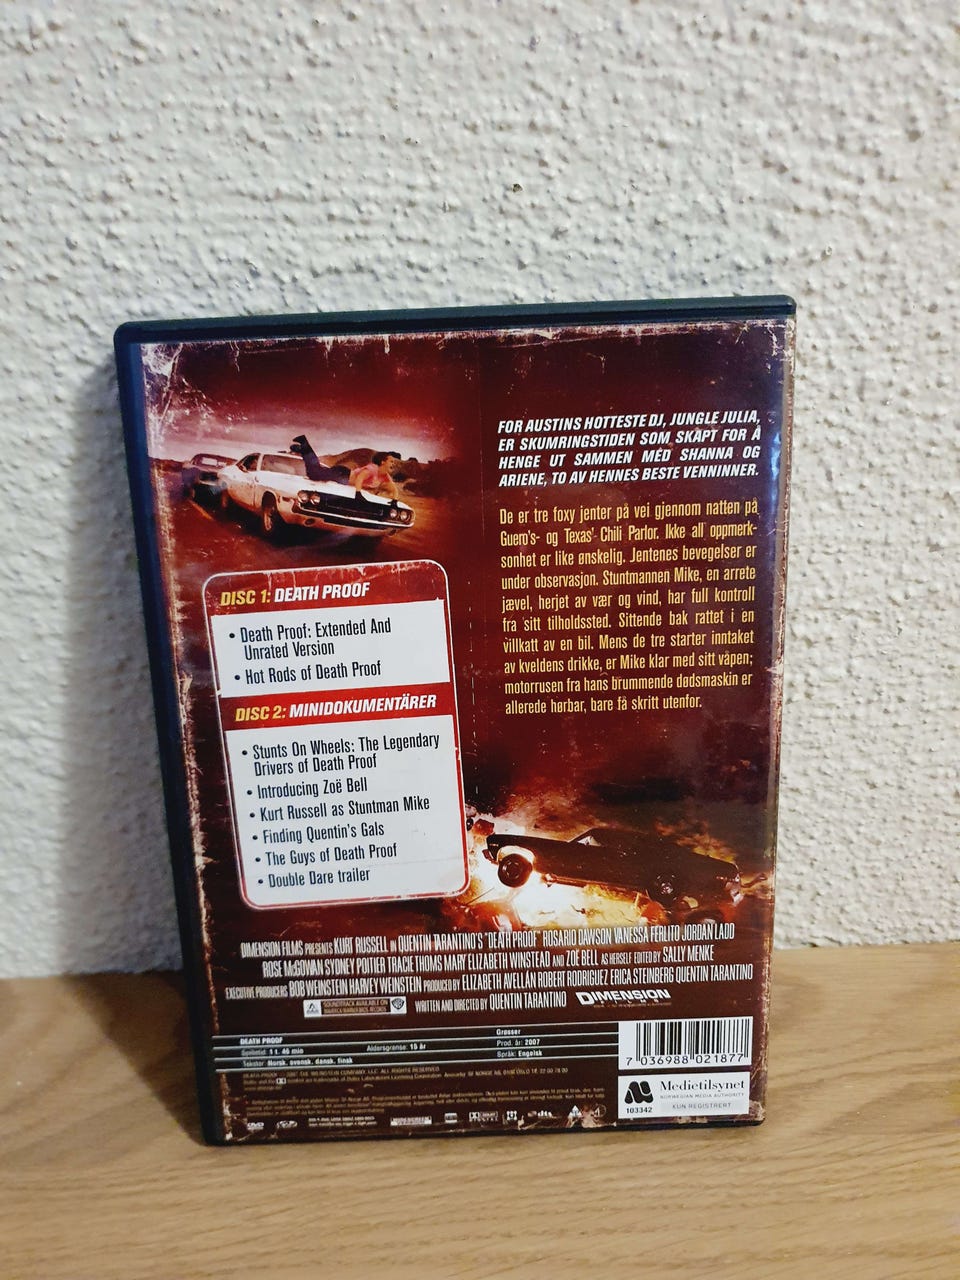 FOR AUSTINS HOTTESTE DJ, JUNGLE JULIA,
ER SKUMRINGSTIDEN SOM SKAPT FOR Å
HENGE UT SAMMEN MED SHANNA OG
ARIENE, TO AV HENNES BESTE VENNINNER.
De er tre foxy jenter på vei gjennom natten på
Guero's- og Texas' Chili Parlor. Ikke all oppmerk-
sonhet er like ønskelig. Jentenes bevegelser er
under observasjon. Stuntmannen Mike, en arrete
jævel, herjet av vær og vind, har full kontroll
fra sitt tilholdssted. Sittende bak rattet i en
villkatt av en bil. Mens de tre starter inntaket
av kveldens drikke, er Mike klar med sitt våpen;
motorrusen fra hans brummende dødsmaskin er
allerede hørbar, bare få skritt utenfor.
DISC 1: DEATH PROOF
• Death Proof: Extended And
Unrated Version
• Hot Rods of Death Proof
DISC 2: MINIDOKUMENTÄRER
• Stunts On Wheels: The Legendary
Drivers of Death Proof
• Introducing Zoë Bell
• Kurt Russell as Stuntman Mike
• Finding Quentin's Gals
• The Guys of Death Proof
• Double Dare trailer
DIMENSION FILMS PRESENTS KURT RUSSELL IN QUENTIN TARANTINO'S "DEATH PROOF" ROSARIO DAWSON VANESSA FERLITO JORDAN LADD
ROSE McGOWAN SYDNEY POITIER TRACIE THOMS MARY ELIZABETH WINSTEAD AND ZOË BELL AS HERSELF EDITED BY SALLY MENKE
EXECUTIVE PRODUCERS BOB WEINSTEIN HARVEY WEINSTEIN PRODUCED BY ELIZABETH AVELLÁN ROBERT RODRIGUEZ ERICA STEINBERG QUENTIN TARANTINO
SOUNDTRACK AVAILABLE ON
WRITTEN AND DIRECTED BY QUENTIN TARANTINO DIMENSION
DEATH PROOF Grøsser
Spilletid: 1 t. 46 min Aldersgrense: 15 år Prod. år: 2007
Tekster: Norsk, svensk, dansk, finsk Språk: Engelsk
7 036988 021877
Medietilsynet
NORWEGIAN MEDIA AUTHORITY
103342 KUN REGISTRERT